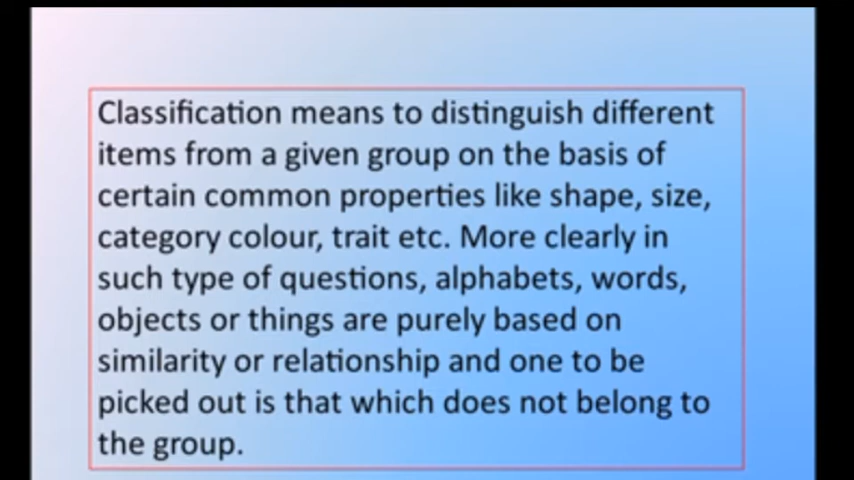 Classification means to distinguish different
items from a given group on the basis of
certain common properties like shape, size,
category colour, trait etc. More clearly in
such type of questions, alphabets, words,
objects or things are purely based on
similarity or relationship and one to be
picked out is that which does not belong to
the group.